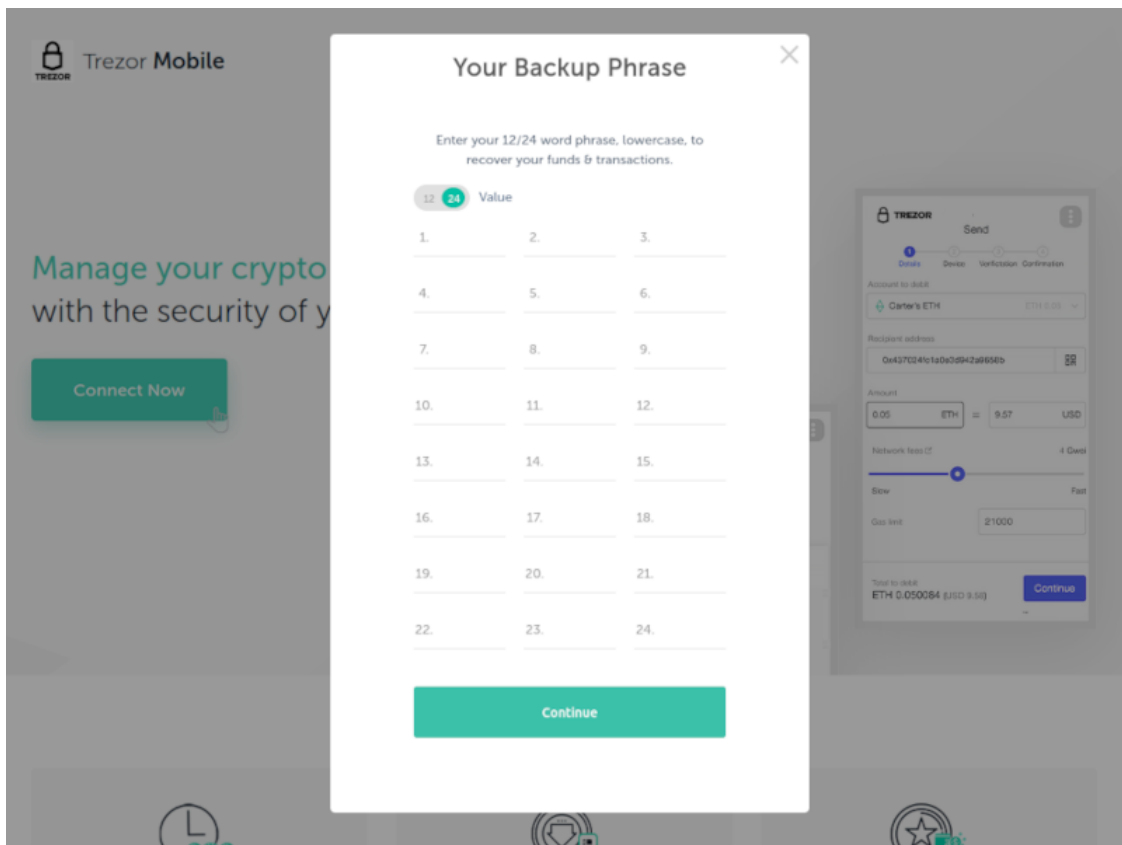 TREZOR
Trezor Mobile
Manage your crypto
with the security of y
Connect Now
Your Backup Phrase
Enter your 12/24 word phrase, lowercase, to
recover your funds & transactions.
12 24 Value
1. 2. 3.
4. 5. 6.
7. 8. 9.
10. 11. 12.
13. 14. 15.
16. 17. 18.
19. 20. 21.
22. 23. 24.
Continue
TREZOR
Send
Details Device Verification Confirmation
Account to debit
Carter's ETH ETH 0.05
Recipient address
Amount
0.05 ETH = 9.57 USD
Network fees 4 Gwei
Slow Fast
Gas limit 21000
Total to debit
ETH 0.050084 (USD 9.58)
Continue